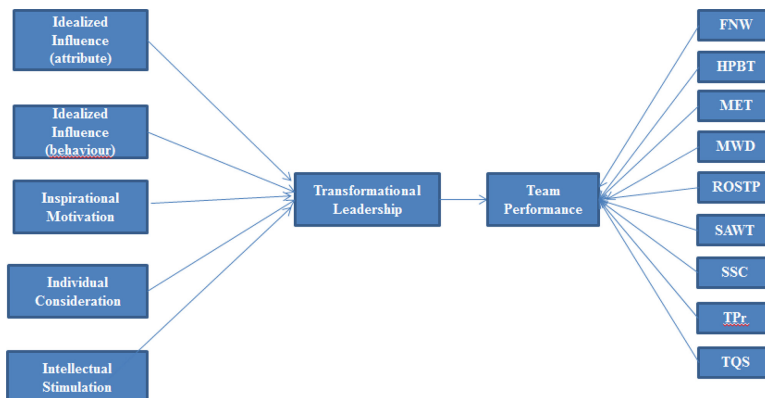 Idealized
Influence
(attribute)
Idealized
Influence
(behaviour)
Inspirational
Motivation
Individual
Consideration
Intellectual
Stimulation
Transformational
Leadership
Team
Performance
FNW
HPBT
MET
MWD
ROSTP
SAWT
SSC
TPr
TQS